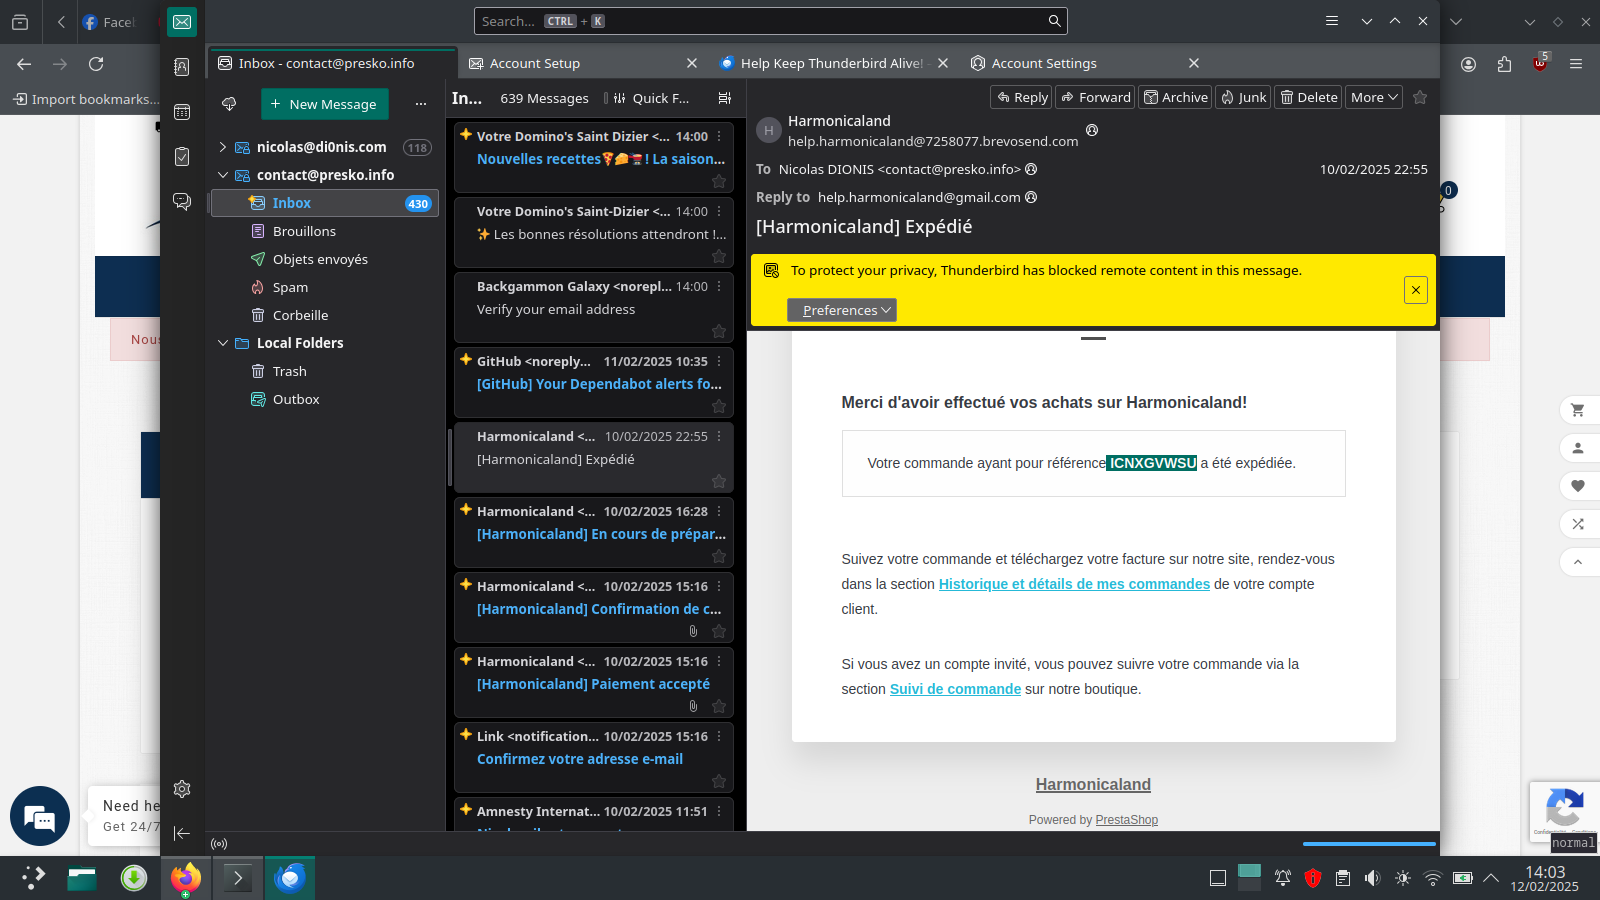 Search... CTRL + K
Faceb
Import bookmarks...
5
Inbox - contact@presko.info
Account Setup
Help Keep Thunderbird Alive! -
Account Settings
New Message
nicolas@di0nis.com 118
contact@presko.info
Inbox 430
Brouillons
Objets envoyés
Spam
Corbeille
Local Folders
Trash
Outbox
In... 639 Messages Quick F...
Votre Domino's Saint Dizier <... 14:00
Nouvelles recettes🍕🧀🥁! La saison...
Votre Domino's Saint-Dizier <... 14:00
✨ Les bonnes résolutions attendront !...
Backgammon Galaxy <norepl... 14:00
Verify your email address
GitHub <noreply... 11/02/2025 10:35
[GitHub] Your Dependabot alerts fo...
Harmonicaland <... 10/02/2025 22:55
[Harmonicaland] Expédié
Harmonicaland <... 10/02/2025 16:28
[Harmonicaland] En cours de prépar...
Harmonicaland <... 10/02/2025 15:16
[Harmonicaland] Confirmation de c...
Harmonicaland <... 10/02/2025 15:16
[Harmonicaland] Paiement accepté
Link <notification... 10/02/2025 15:16
Confirmez votre adresse e-mail
Amnesty Internat... 10/02/2025 11:51
Reply Forward Archive Junk Delete More
H
Harmonicaland
help.harmonicaland@7258077.brevosend.com
To Nicolas DIONIS <contact@presko.info> 10/02/2025 22:55
Reply to help.harmonicaland@gmail.com
[Harmonicaland] Expédié
To protect your privacy, Thunderbird has blocked remote content in this message.
Preferences
Merci d'avoir effectué vos achats sur Harmonicaland!
Votre commande ayant pour référence ICNXGVWSU a été expédiée.
Suivez votre commande et téléchargez votre facture sur notre site, rendez-vous
dans la section Historique et détails de mes commandes de votre compte
client.
Si vous avez un compte invité, vous pouvez suivre votre commande via la
section Suivi de commande sur notre boutique.
Harmonicaland
Powered by PrestaShop
0
Nous
Need he
Get 24/7
normal
14:03
12/02/2025